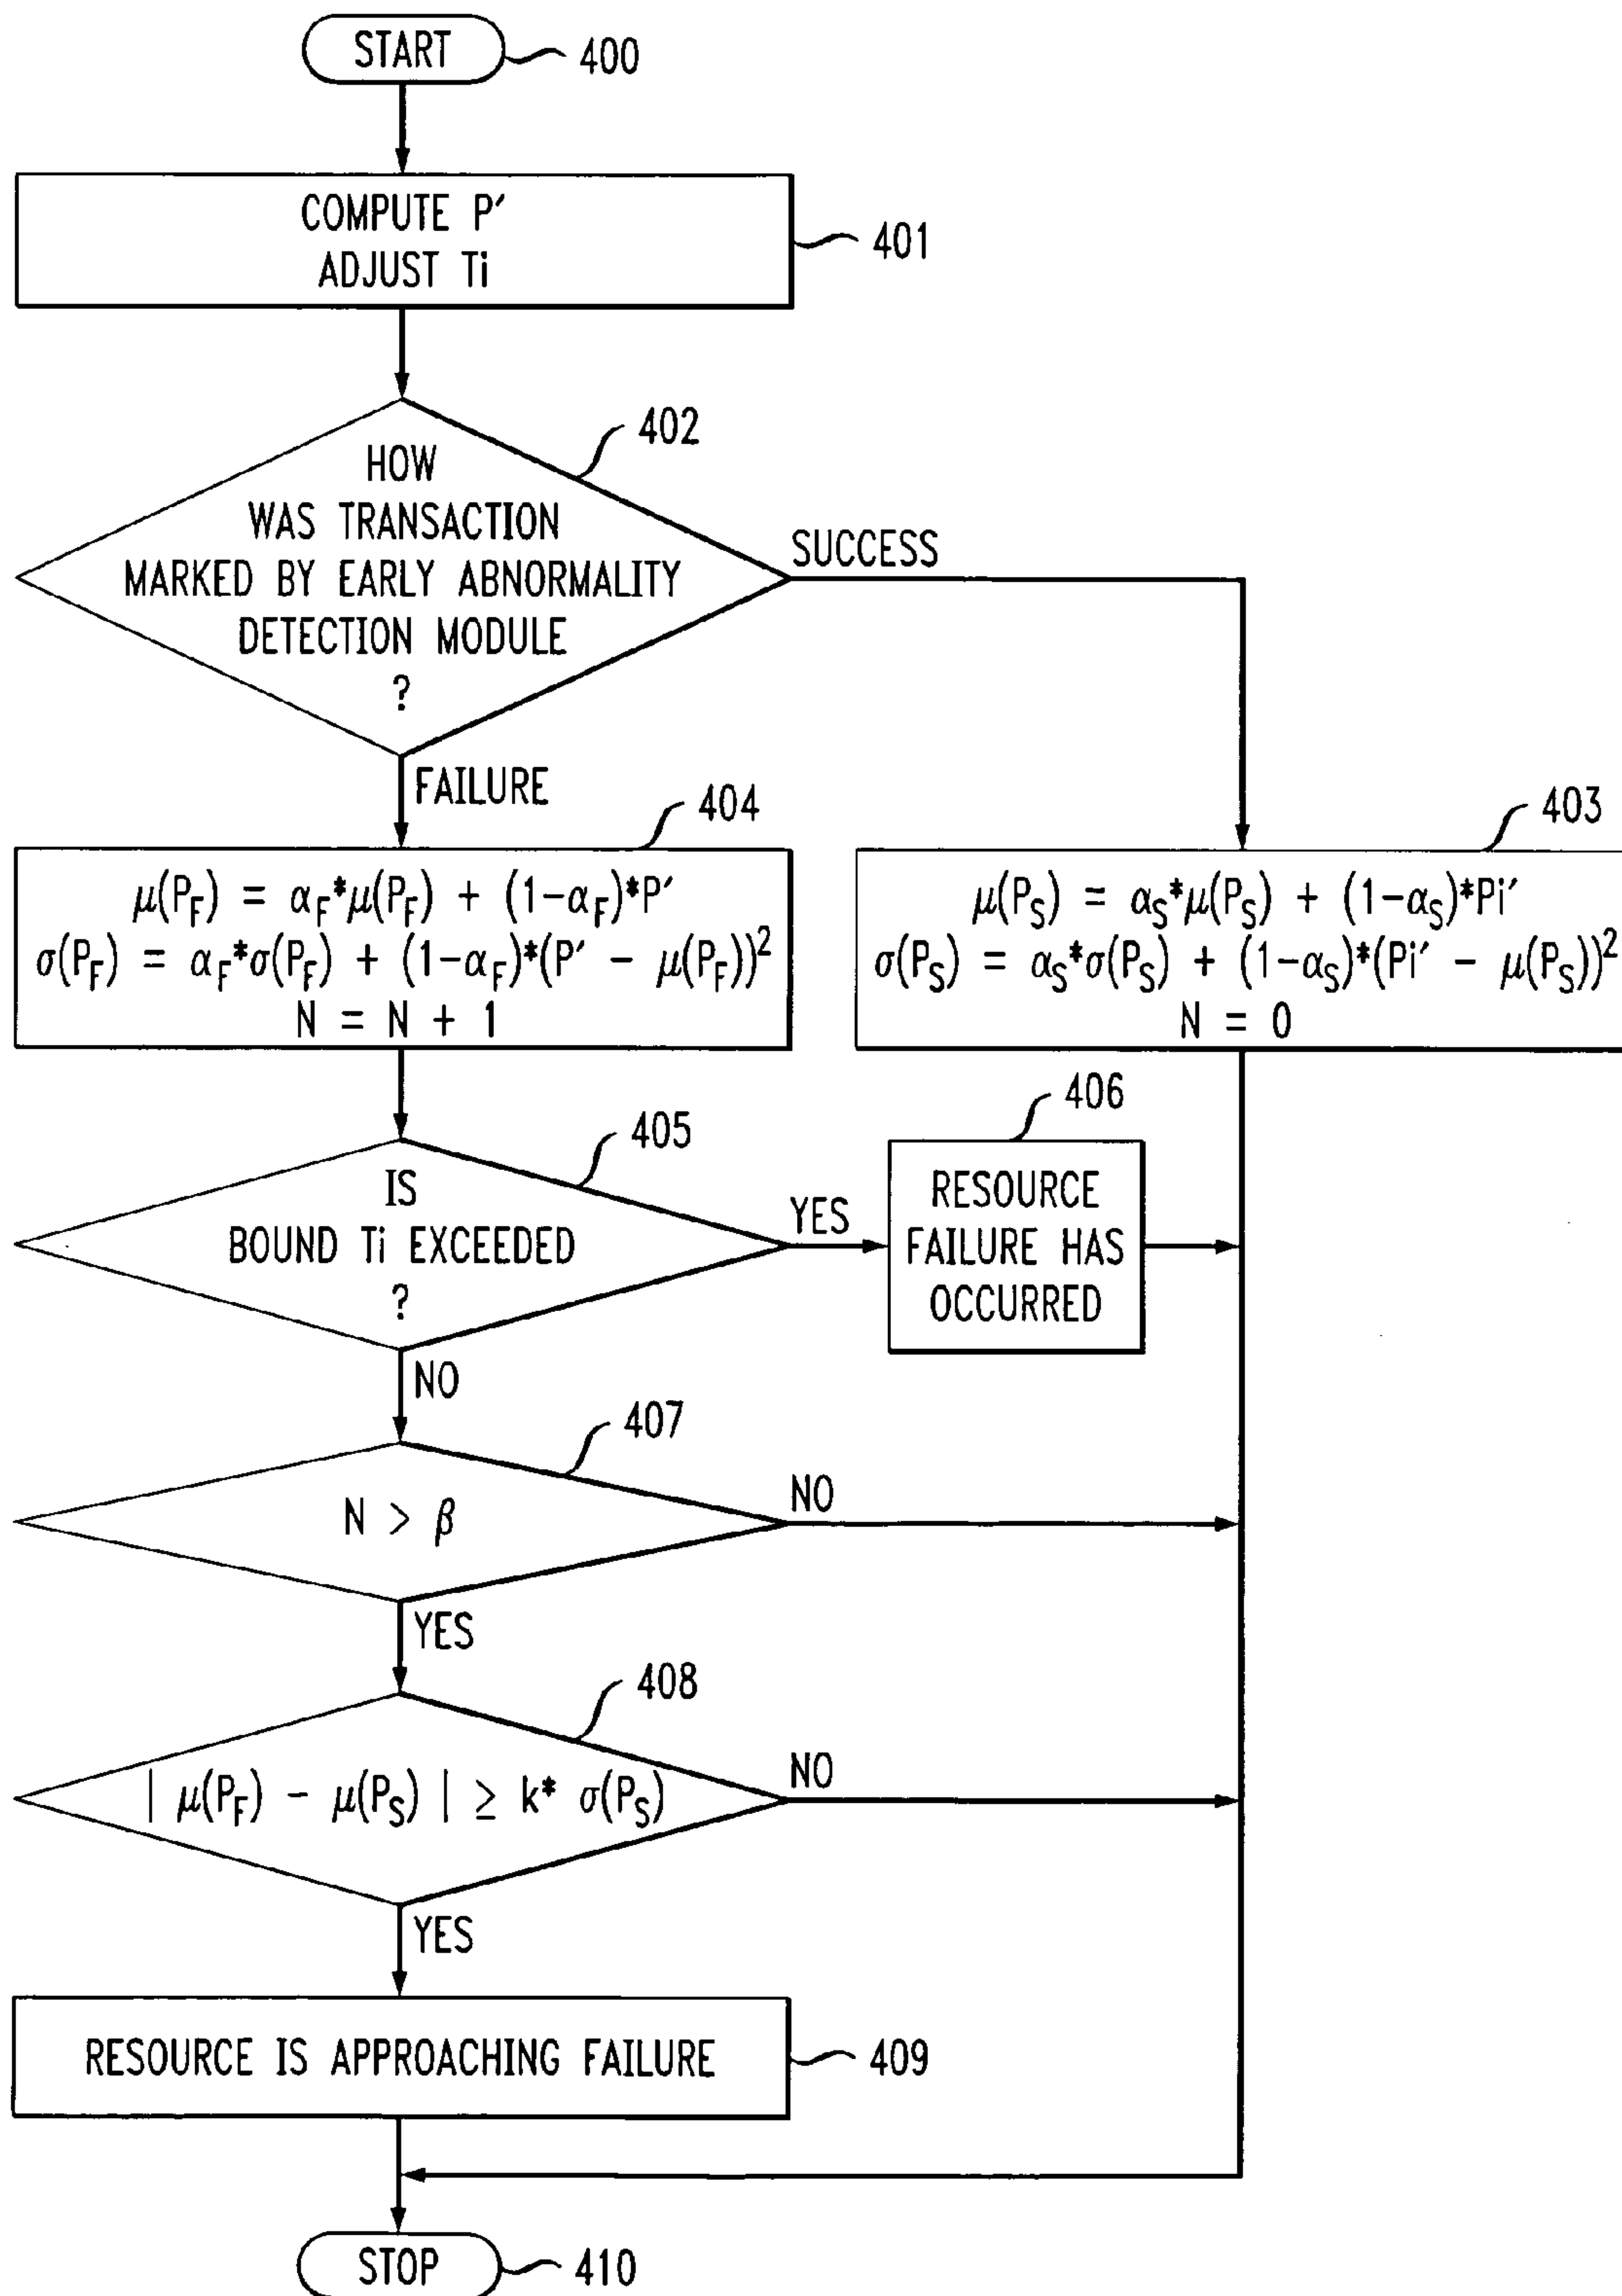 START
400
COMPUTE P′
ADJUST Ti
401
402
HOW
WAS TRANSACTION
MARKED BY EARLY ABNORMALITY
DETECTION MODULE
?
SUCCESS
FAILURE
404
μ(P_F) = α_F*μ(P_F) + (1-α_F)*P′
σ(P_F) = α_F*σ(P_F) + (1-α_F)*(P′ - μ(P_F))²
N = N + 1
403
μ(P_S) = α_S*μ(P_S) + (1-α_S)*Pi′
σ(P_S) = α_S*σ(P_S) + (1-α_S)*(Pi′ - μ(P_S))²
N = 0
405
IS
BOUND Ti EXCEEDED
?
YES
406
RESOURCE
FAILURE HAS
OCCURRED
NO
407
N > β
NO
YES
408
| μ(P_F) - μ(P_S) | ≥ k* σ(P_S)
NO
YES
RESOURCE IS APPROACHING FAILURE
409
STOP
410